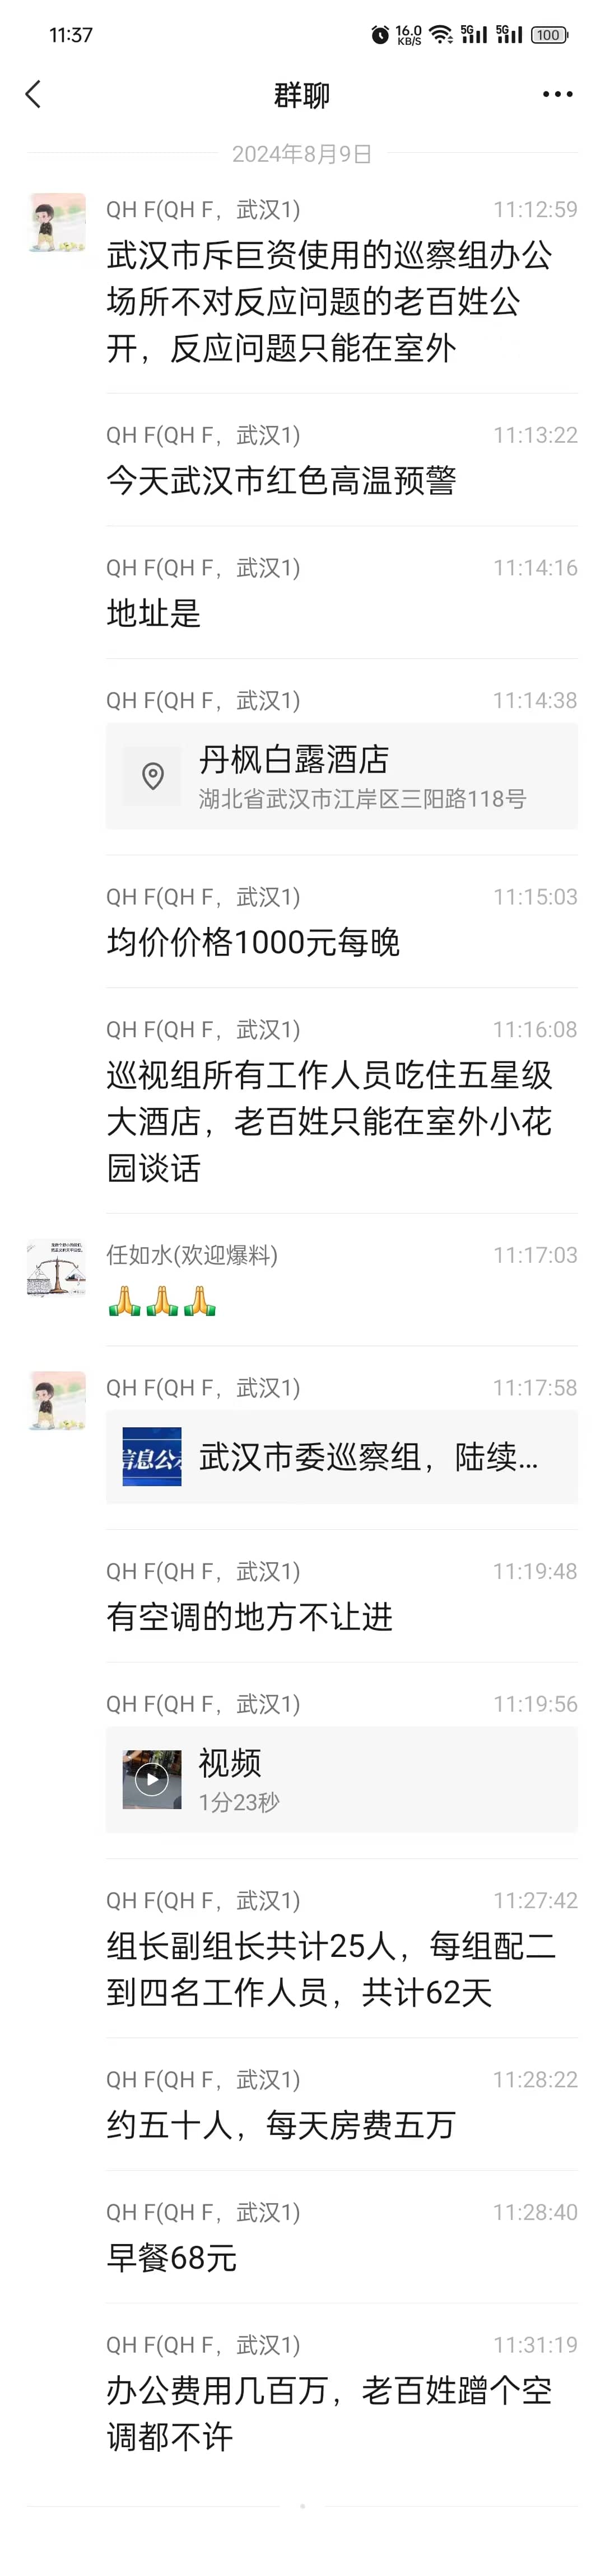 11:37
16.0
KB/S
5G
5G
100
群聊
2024年8月9日
QH F(QH F，武汉1)
11:12:59
武汉市斥巨资使用的巡察组办公
场所不对反应问题的老百姓公
开，反应问题只能在室外
QH F(QH F，武汉1)
11:13:22
今天武汉市红色高温预警
QH F(QH F，武汉1)
11:14:16
地址是
QH F(QH F，武汉1)
11:14:38
丹枫白露酒店
湖北省武汉市江岸区三阳路118号
QH F(QH F，武汉1)
11:15:03
均价价格1000元每晚
QH F(QH F，武汉1)
11:16:08
巡视组所有工作人员吃住五星级
大酒店，老百姓只能在室外小花
园谈话
任如水(欢迎爆料)
11:17:03
🙏🙏🙏
QH F(QH F，武汉1)
11:17:58
信息公示
武汉市委巡察组，陆续...
QH F(QH F，武汉1)
11:19:48
有空调的地方不让进
QH F(QH F，武汉1)
11:19:56
视频
1分23秒
QH F(QH F，武汉1)
11:27:42
组长副组长共计25人，每组配二
到四名工作人员，共计62天
QH F(QH F，武汉1)
11:28:22
约五十人，每天房费五万
QH F(QH F，武汉1)
11:28:40
早餐68元
QH F(QH F，武汉1)
11:31:19
办公费用几百万，老百姓蹭个空
调都不许